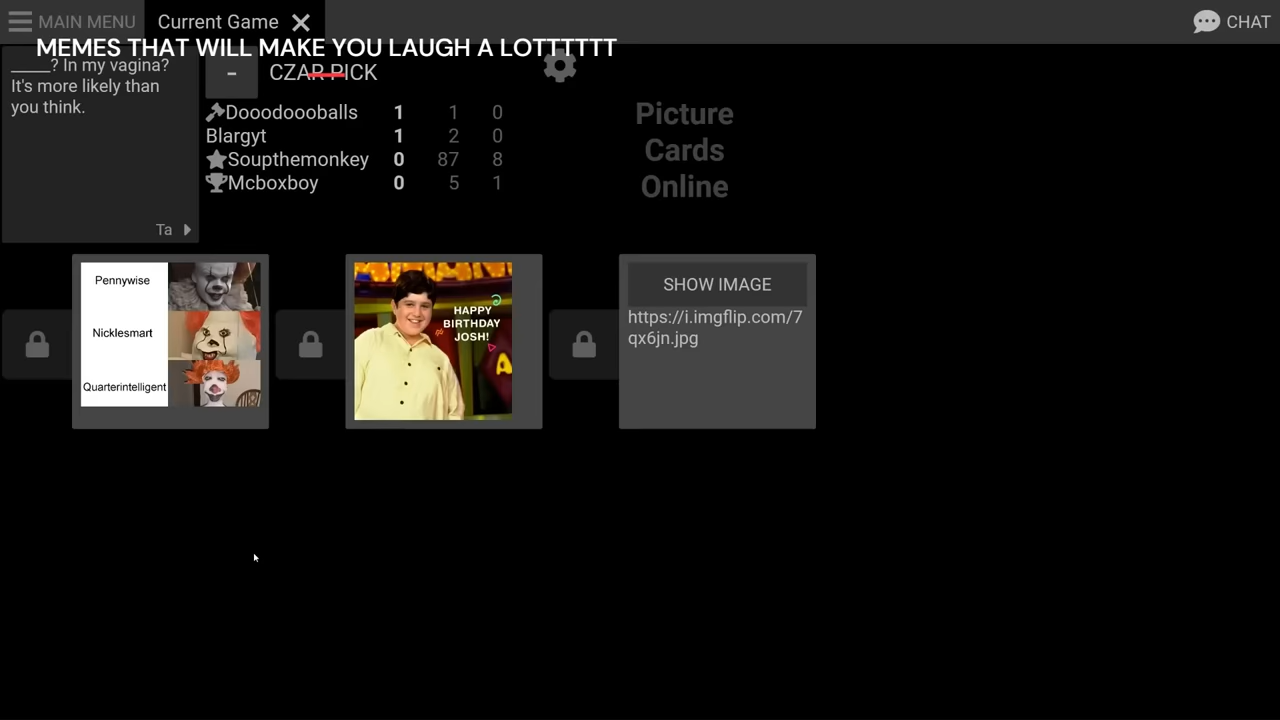 MAIN MENU
Current Game
CHAT
MEMES THAT WILL MAKE YOU LAUGH A LOTTTTTT
____? In my vagina?
It's more likely than
you think.
Ta
-
CZAR PICK
Dooodoooballs 1 1 0
Blargyt 1 2 0
Soupthemonkey 0 87 8
Mcboxboy 0 5 1
Picture
Cards
Online
Pennywise
Nicklesmart
Quarterintelligent
HAPPY
BIRTHDAY
JOSH!
SHOW IMAGE
https://i.imgflip.com/7
qx6jn.jpg